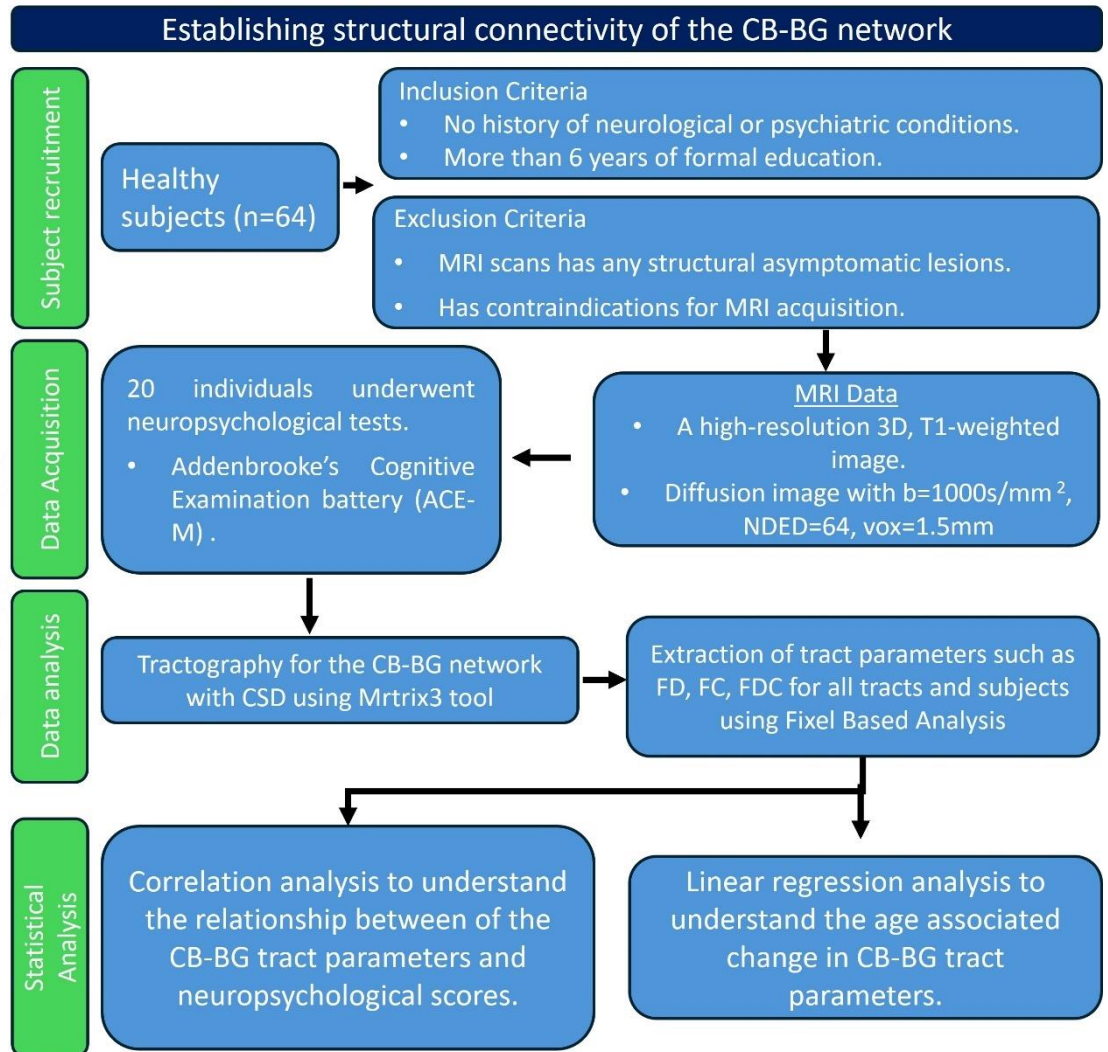 Establishing structural connectivity of the CB-BG network
Subject recruitment
Healthy
subjects (n=64)
Inclusion Criteria
• No history of neurological or psychiatric conditions.
• More than 6 years of formal education.
Exclusion Criteria
• MRI scans has any structural asymptomatic lesions.
• Has contraindications for MRI acquisition.
Data Acquisition
20 individuals underwent
neuropsychological tests.
• Addenbrooke’s Cognitive
Examination battery (ACE-
M) .
MRI Data
• A high-resolution 3D, T1-weighted
image.
• Diffusion image with b=1000s/mm²,
NDED=64, vox=1.5mm
Data analysis
Tractography for the CB-BG network
with CSD using Mrtrix3 tool
Extraction of tract parameters such as
FD, FC, FDC for all tracts and subjects
using Fixel Based Analysis
Statistical
Analysis
Correlation analysis to understand
the relationship between of the
CB-BG tract parameters and
neuropsychological scores.
Linear regression analysis to
understand the age associated
change in CB-BG tract
parameters.